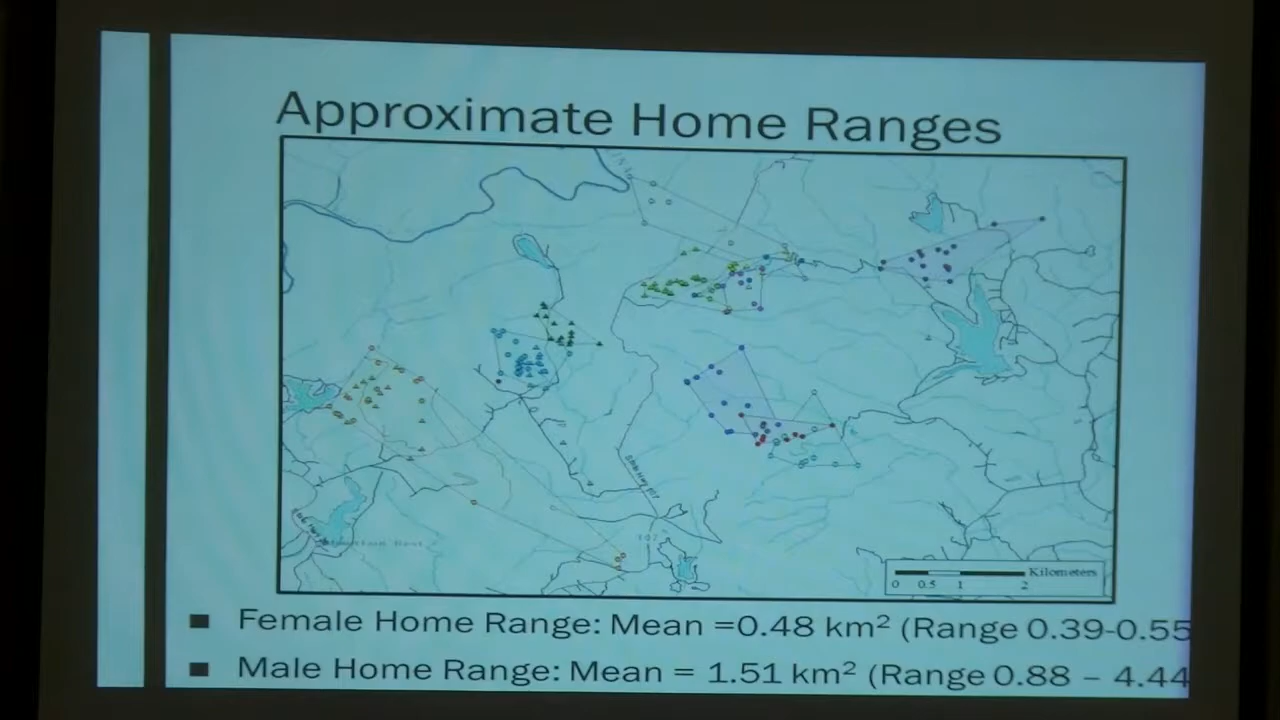 Approximate Home Ranges
107
Kilometers
0 0.5 1 2
Female Home Range: Mean =0.48 km² (Range 0.39-0.55
Male Home Range: Mean = 1.51 km² (Range 0.88 – 4.44